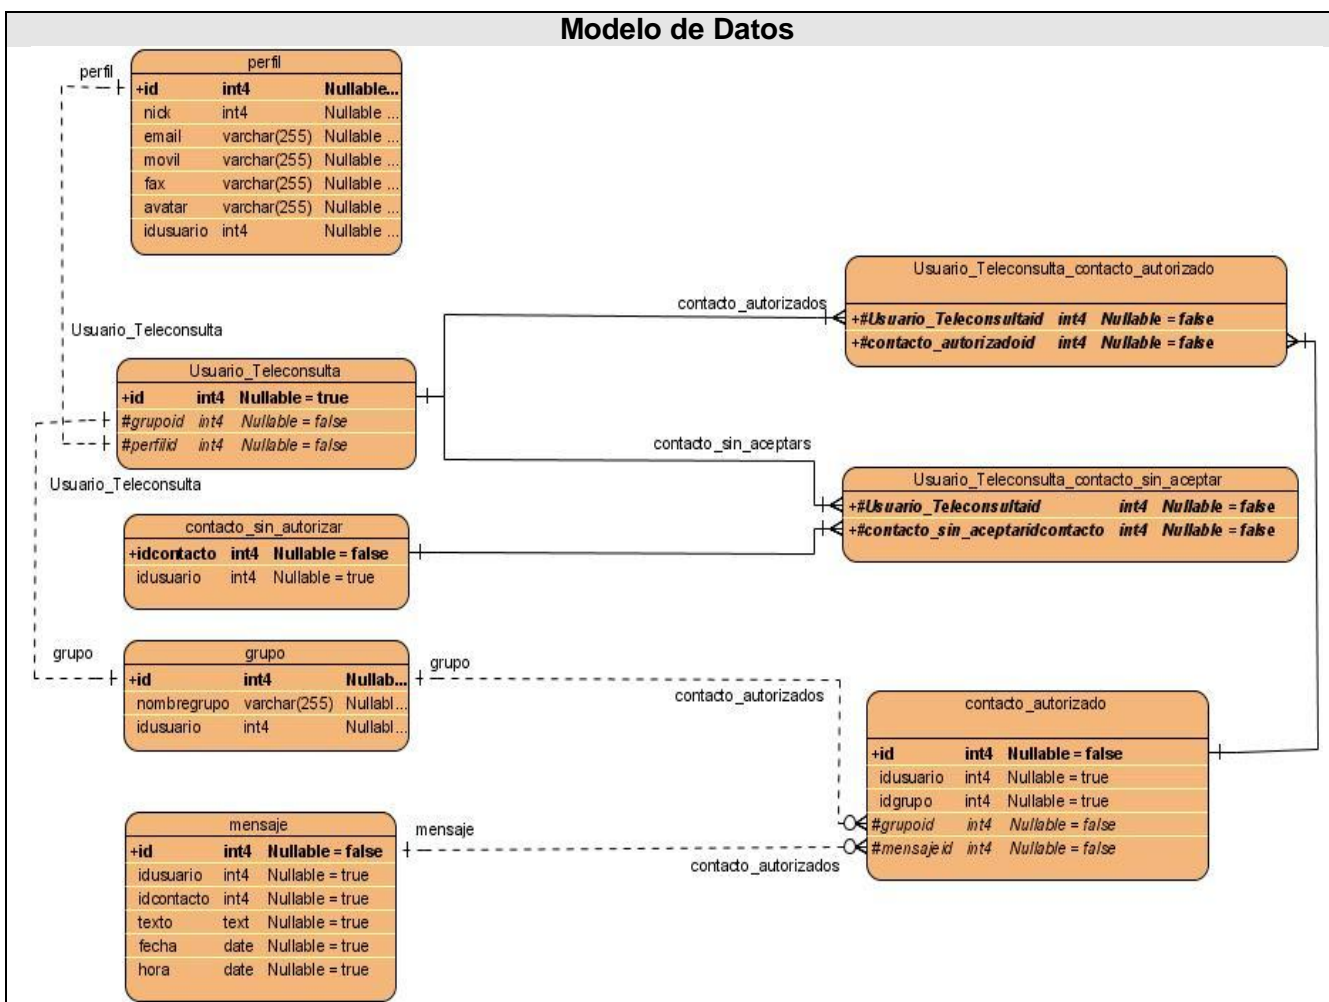 Modelo de Datos
perfil
perfil
+id int4 Nullable...
nick int4 Nullable ...
email varchar(255) Nullable ...
movil varchar(255) Nullable ...
fax varchar(255) Nullable ...
avatar varchar(255) Nullable ...
idusuario int4 Nullable ...
Usuario_Teleconsulta_contacto_autorizado
contacto_autorizados
+#Usuario_Teleconsultaid int4 Nullable = false
+#contacto_autorizadoid int4 Nullable = false
Usuario_Teleconsulta
Usuario_Teleconsulta
+id int4 Nullable = true
#grupoid int4 Nullable = false
#perfilid int4 Nullable = false
contacto_sin_aceptars
Usuario_Teleconsulta
Usuario_Teleconsulta_contacto_sin_aceptar
+#Usuario_Teleconsultaid int4 Nullable = false
+#contacto_sin_aceptaridcontacto int4 Nullable = false
contacto_sin_autorizar
+idcontacto int4 Nullable = false
idusuario int4 Nullable = true
grupo
grupo
+id int4 Nullab...
nombregrupo varchar(255) Nullabl...
idusuario int4 Nullabl...
grupo
contacto_autorizados
contacto_autorizado
+id int4 Nullable = false
idusuario int4 Nullable = true
idgrupo int4 Nullable = true
#grupoid int4 Nullable = false
#mensajeid int4 Nullable = false
mensaje
mensaje
contacto_autorizados
+id int4 Nullable = false
idusuario int4 Nullable = true
idcontacto int4 Nullable = true
texto text Nullable = true
fecha date Nullable = true
hora date Nullable = true